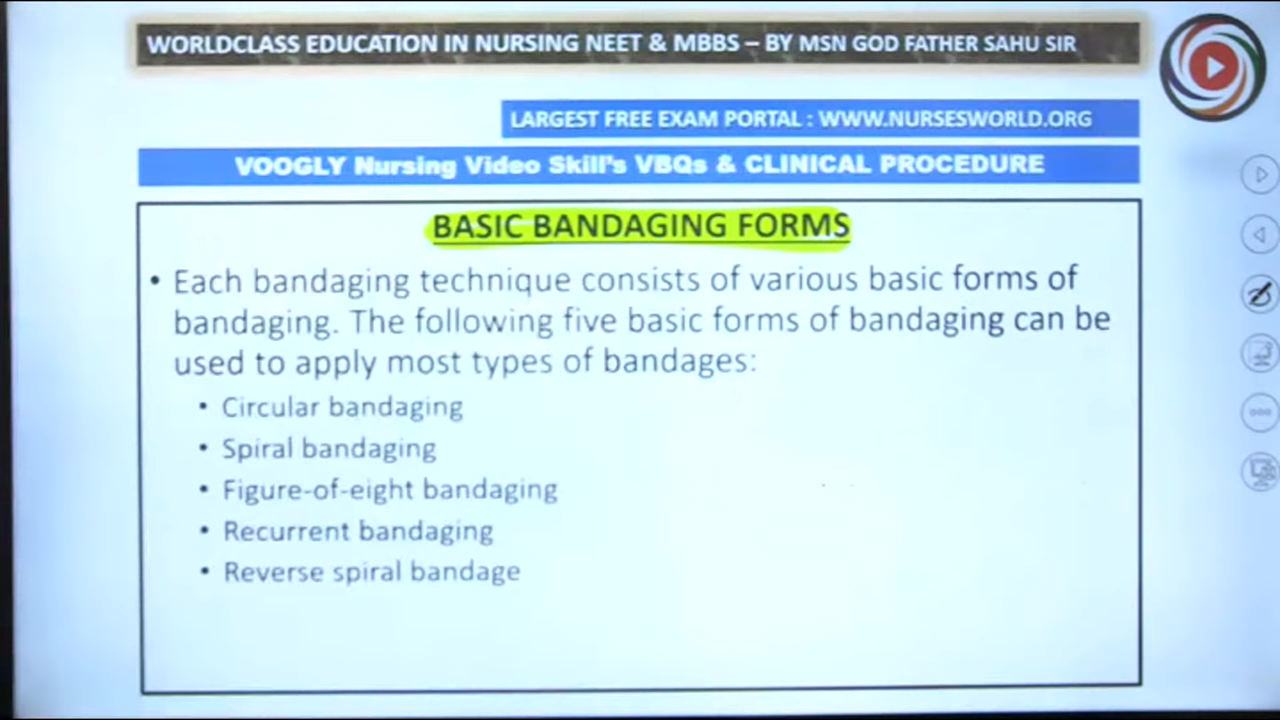 WORLDCLASS EDUCATION IN NURSING NEET & MBBS – BY MSN GOD FATHER SAHU SIR
LARGEST FREE EXAM PORTAL : WWW.NURSESWORLD.ORG
VOOGLY Nursing Video Skill's VBQs & CLINICAL PROCEDURE
BASIC BANDAGING FORMS
• Each bandaging technique consists of various basic forms of
bandaging. The following five basic forms of bandaging can be
used to apply most types of bandages:
• Circular bandaging
• Spiral bandaging
• Figure-of-eight bandaging
• Recurrent bandaging
• Reverse spiral bandage